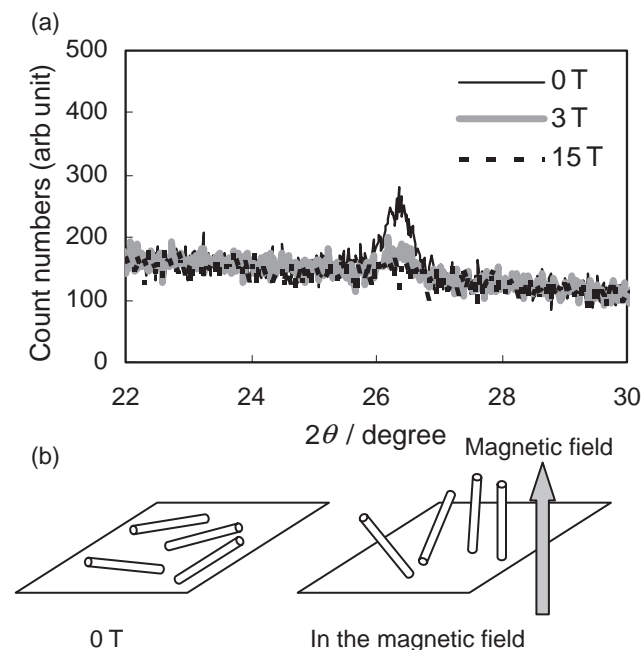 (a)
500
400
300
200
100
0
Count numbers (arb unit)
0 T
3 T
15 T
22 24 26 28 30
2θ / degree
(b)
Magnetic field
0 T
In the magnetic field